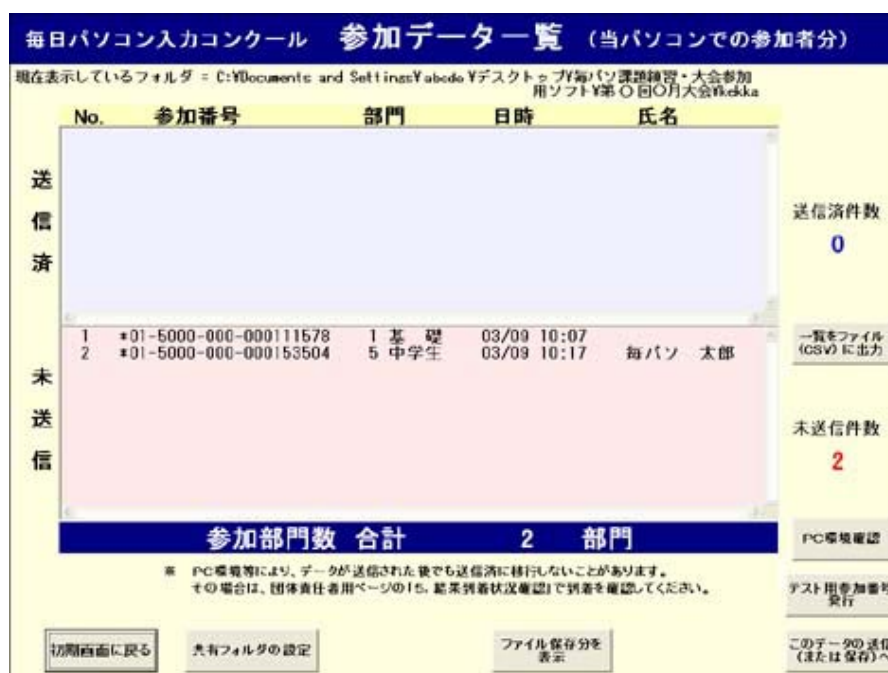 毎日パソコン入力コンクール 参加データ一覧 (当パソコンでの参加者分)
現在表示しているフォルダ = C:¥Documents and Settings¥abedo¥デスクトップ¥毎パソ課題練習・大会参加
用ソフト¥第〇回〇月大会¥kekka
No. 参加番号 部門 日時 氏名
送信済
送信済件数
0
一覧をファイル
(CSV)に出力
1 *01-5000-000-000111578 1 基 礎 03/09 10:07
2 *01-5000-000-000153504 5 中学生 03/09 10:17 毎パソ 太郎
未送信
未送信件数
2
参加部門数 合計 2 部門
PC環境確認
※ PC環境等により、データが送信された後でも送信済に移行しないことがあります。
その場合は、団体責任者用ページの「5. 結果到着状況確認」で到着を確認してください。
テスト用参加番号
発行
初期画面に戻る
共有フォルダの設定
ファイル保存分を
表示
このデータの送信
(または保存)へ